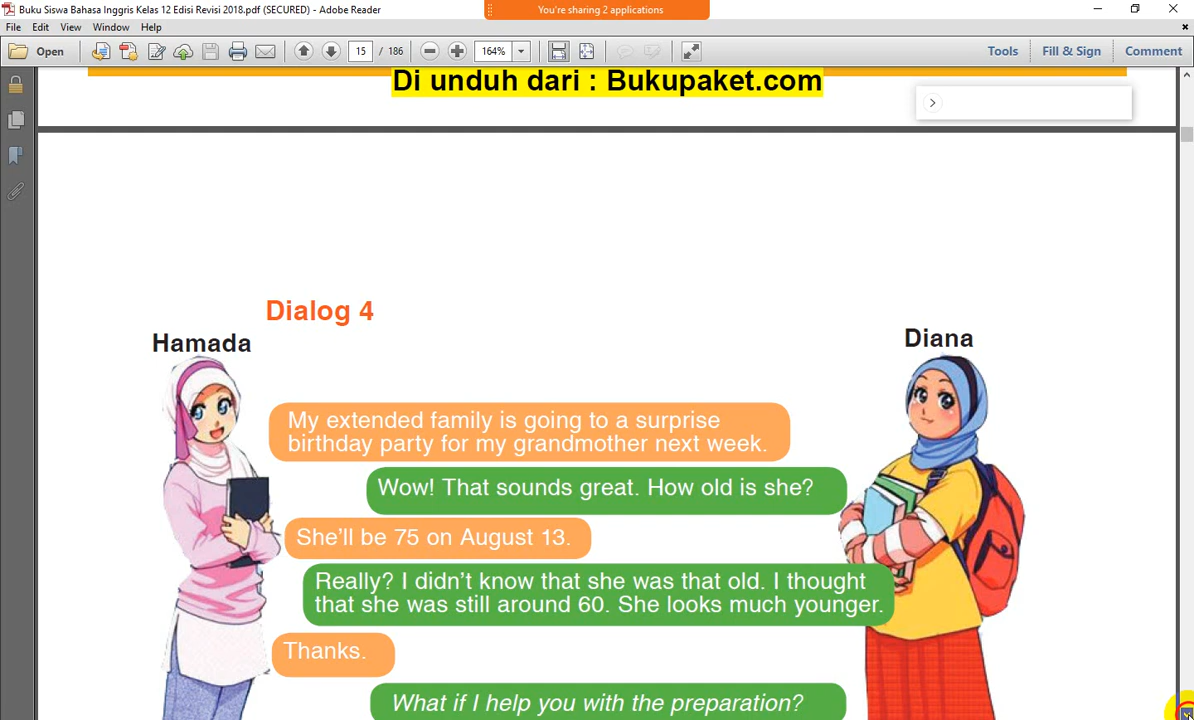 Buku Siswa Bahasa Inggris Kelas 12 Edisi Revisi 2018.pdf (SECURED) - Adobe Reader
You're sharing 2 applications
File Edit View Window Help
Open 15 / 186 164% Tools Fill & Sign Comment
Di unduh dari : Bukupaket.com
Dialog 4
Hamada
Diana
My extended family is going to a surprise
birthday party for my grandmother next week.
Wow! That sounds great. How old is she?
She'll be 75 on August 13.
Really? I didn't know that she was that old. I thought
that she was still around 60. She looks much younger.
Thanks.
What if I help you with the preparation?